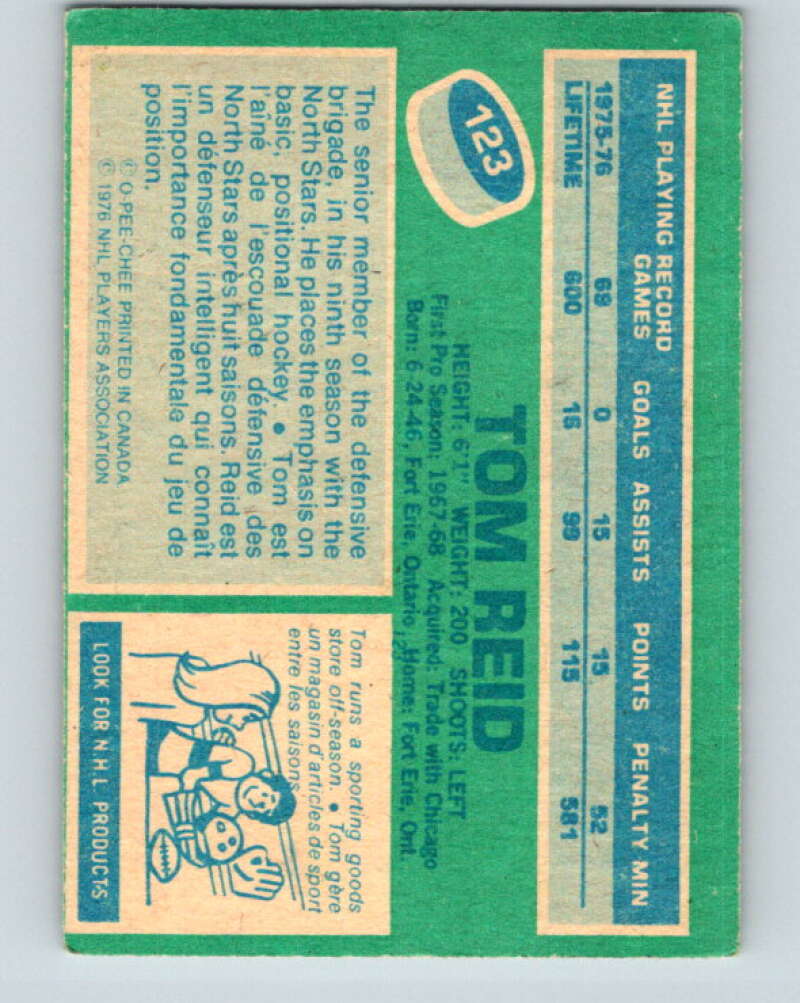 123
NHL PLAYING RECORD
GAMES GOALS ASSISTS POINTS PENALTY MIN
1975-76 69 0 15 15 52
LIFETIME 600 16 99 115 581
TOM REID
HEIGHT: 6'1" WEIGHT: 200 SHOOTS: LEFT
First Pro Season: 1967-68 Acquired: Trade with Chicago
Born: 6-24-46, Fort Erie, Ontario Home: Fort Erie, Ont.
The senior member of the defensive
brigade, in his ninth season with the
North Stars. He places the emphasis on
basic, positional hockey. • Tom est
l'aîné de l'escouade défensive des
North Stars après huit saisons. Reid est
un défenseur intelligent qui connaît
l'importance fondamentale du jeu de
position.
© O-PEE-CHEE PRINTED IN CANADA
© 1976 NHL PLAYERS ASSOCIATION
Tom runs a sporting goods
store off-season. • Tom gère
un magasin d'articles de sport
entre les saisons.
LOOK FOR N.H.L PRODUCTS